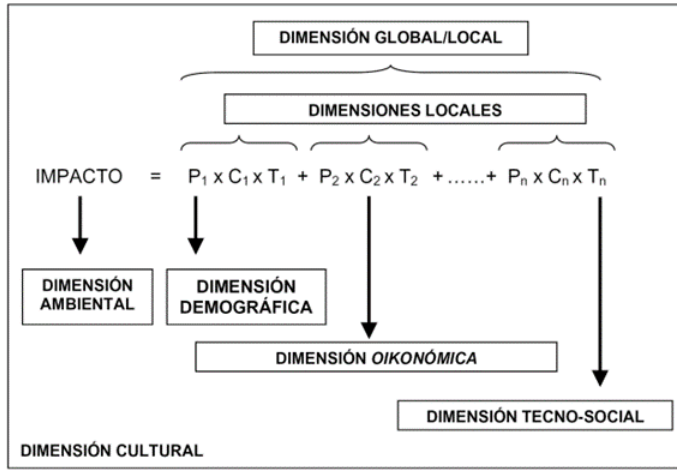 DIMENSIÓN GLOBAL/LOCAL
DIMENSIONES LOCALES
IMPACTO = P₁ x C₁ x T₁ + P₂ x C₂ x T₂ + ……+ Pₙ x Cₙ x Tₙ
DIMENSIÓN
AMBIENTAL
DIMENSIÓN
DEMOGRÁFICA
DIMENSIÓN OIKONÓMICA
DIMENSIÓN TECNO-SOCIAL
DIMENSIÓN CULTURAL